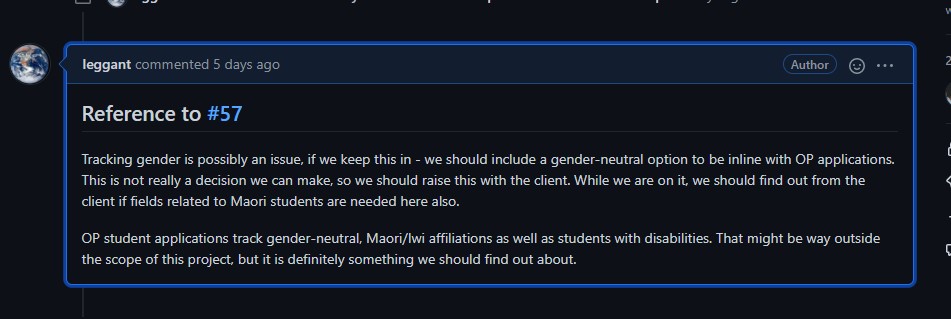 leggant commented 5 days ago
Author
Reference to #57
Tracking gender is possibly an issue, if we keep this in - we should include a gender-neutral option to be inline with OP applications.
This is not really a decision we can make, so we should raise this with the client. While we are on it, we should find out from the
client if fields related to Maori students are needed here also.
OP student applications track gender-neutral, Maori/Iwi affiliations as well as students with disabilities. That might be way outside
the scope of this project, but it is definitely something we should find out about.